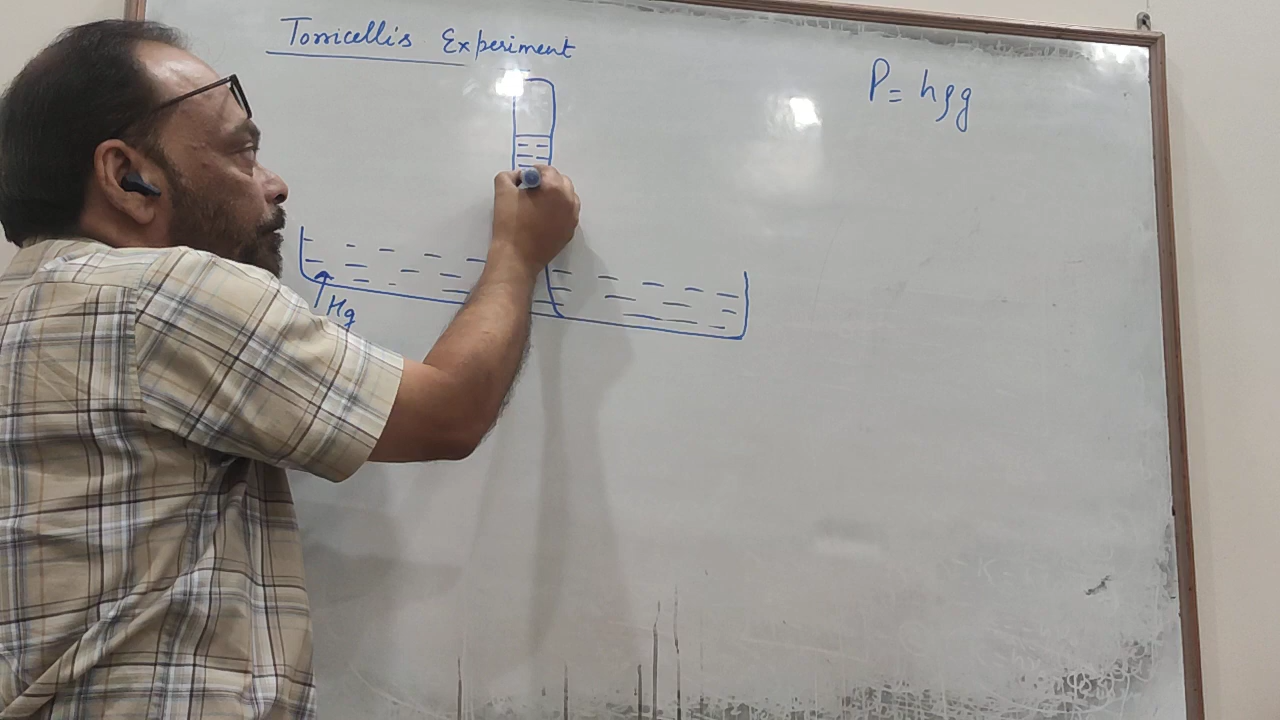 Torricelli's Experiment
P = hρg
Hg